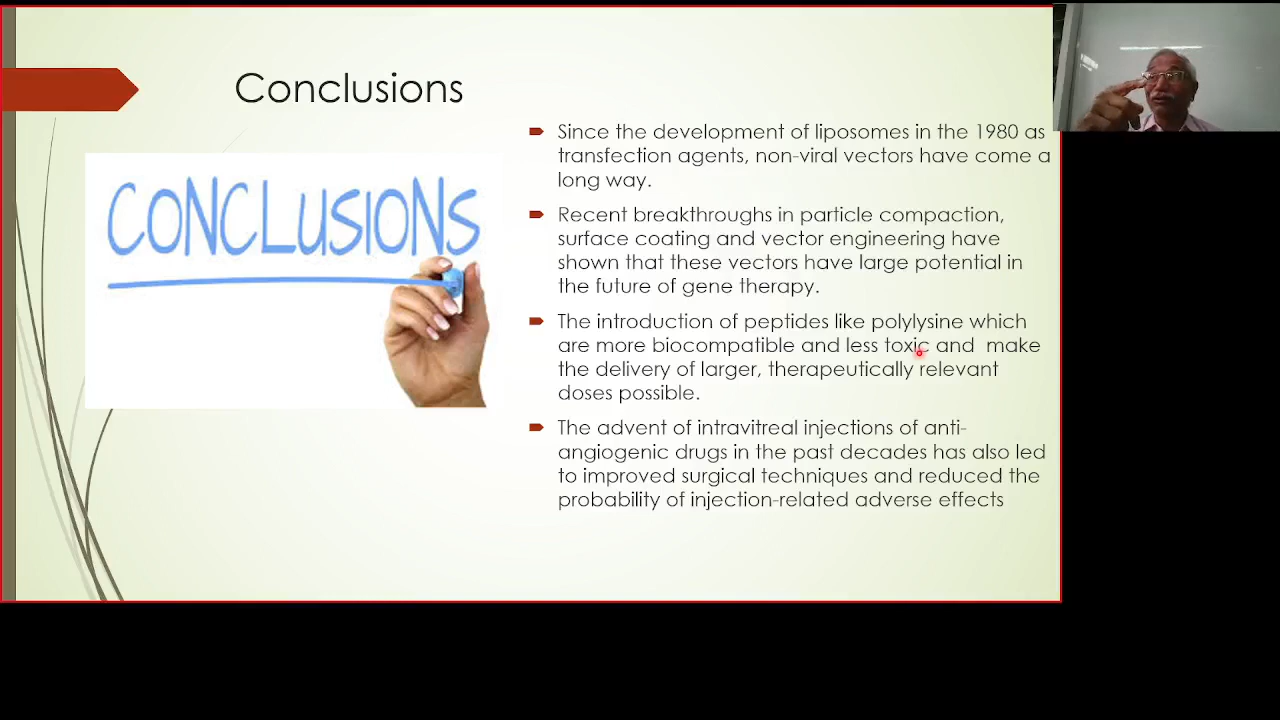 Conclusions
CONCLUSIONS
Since the development of liposomes in the 1980 as
transfection agents, non-viral vectors have come a
long way.
Recent breakthroughs in particle compaction,
surface coating and vector engineering have
shown that these vectors have large potential in
the future of gene therapy.
The introduction of peptides like polylysine which
are more biocompatible and less toxic and  make
the delivery of larger, therapeutically relevant
doses possible.
The advent of intravitreal injections of anti-
angiogenic drugs in the past decades has also led
to improved surgical techniques and reduced the
probability of injection-related adverse effects